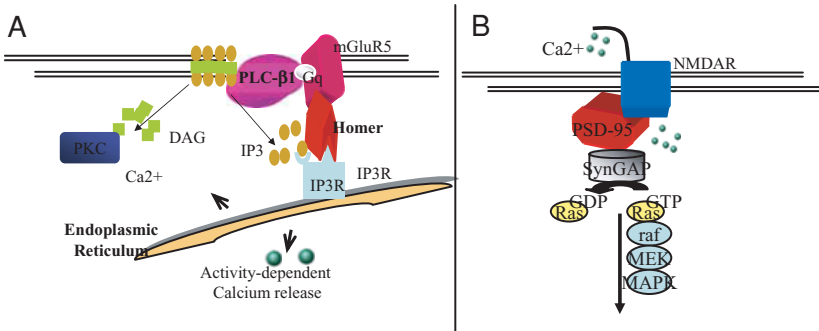 A
mGluR5
PLC-β1
Gq
Homer
DAG
IP3
PKC
Ca2+
IP3R
IP3R
Endoplasmic
Reticulum
Activity-dependent
Calcium release
B
Ca2+
NMDAR
PSD-95
SynGAP
GDP
Ras
GTP
Ras
raf
MEK
MAPK